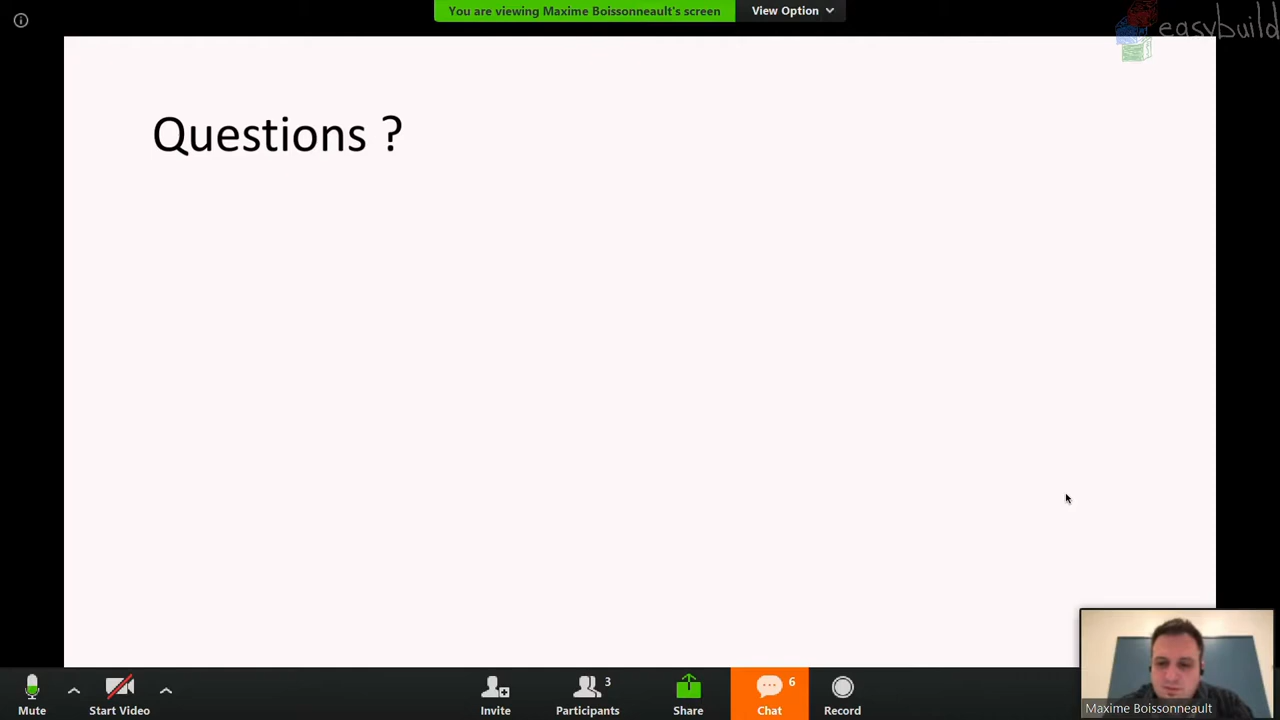 You are viewing Maxime Boissonneault's screen
View Option
easybuild
Questions ?
Maxime Boissonneault
Mute
Start Video
Invite
3
Participants
Share
6
Chat
Record